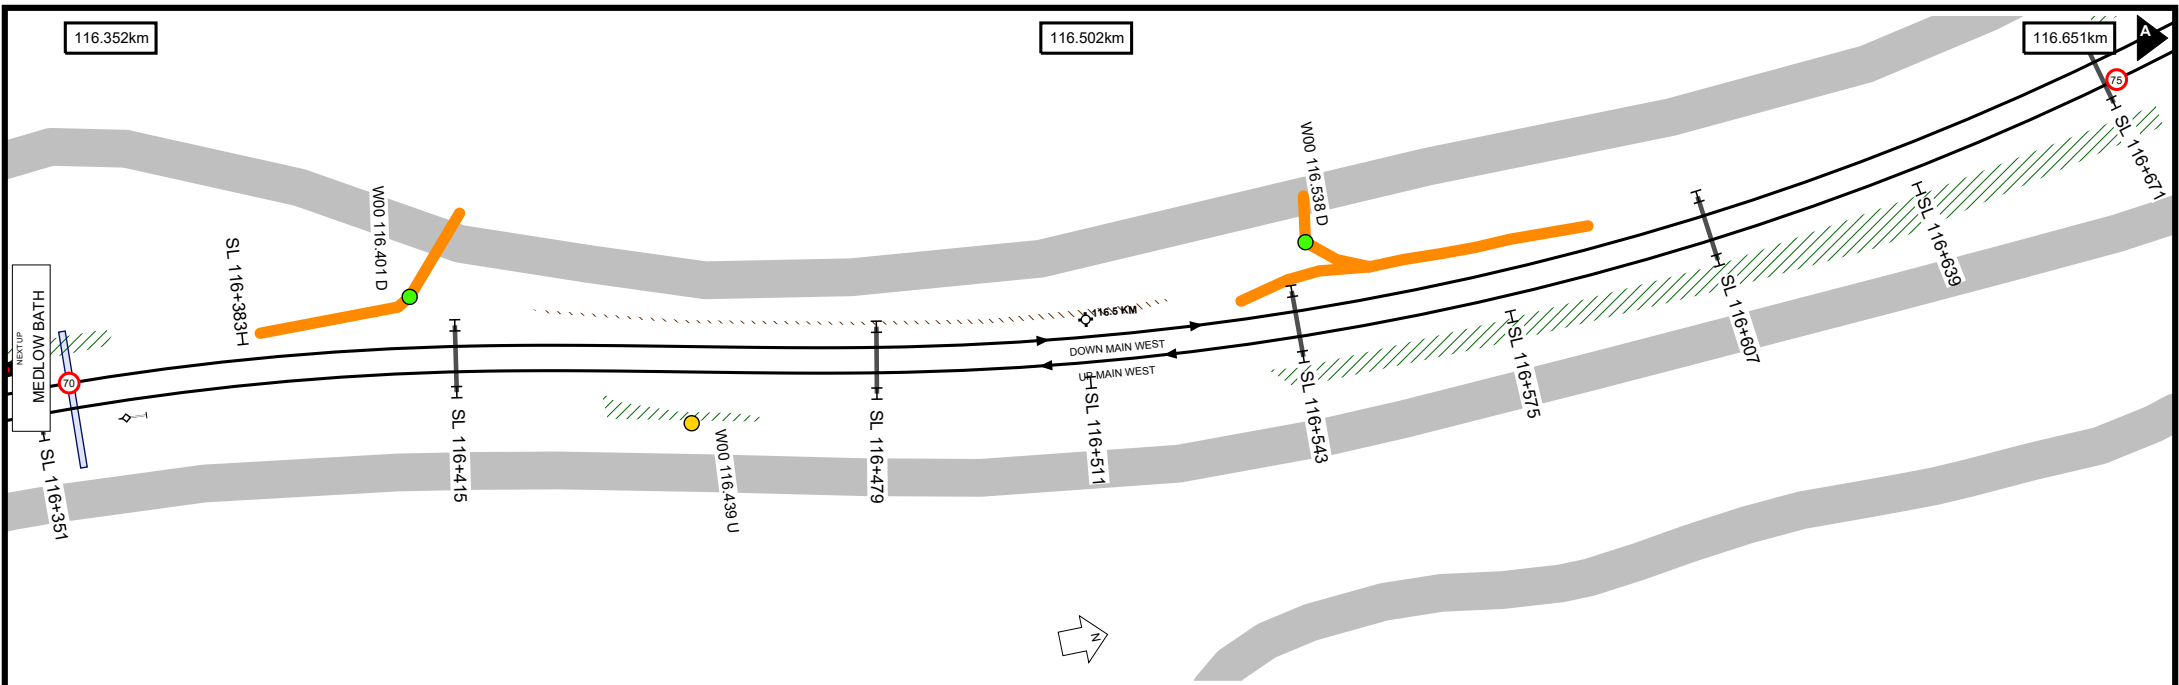 116.352km
116.502km
116.651km
A
75
W00 116.538 D
SL 116+671
W00 116.401 D
SL 116+383
SL 116+639
NEXT UP
MEDLOW BATH
116.5 KM
DOWN MAIN WEST
UP MAIN WEST
70
SL 116+607
SL 116+575
SL 116+543
SL 116+511
SL 116+479
SL 116+415
W00 116.439 U
SL 116+351
N